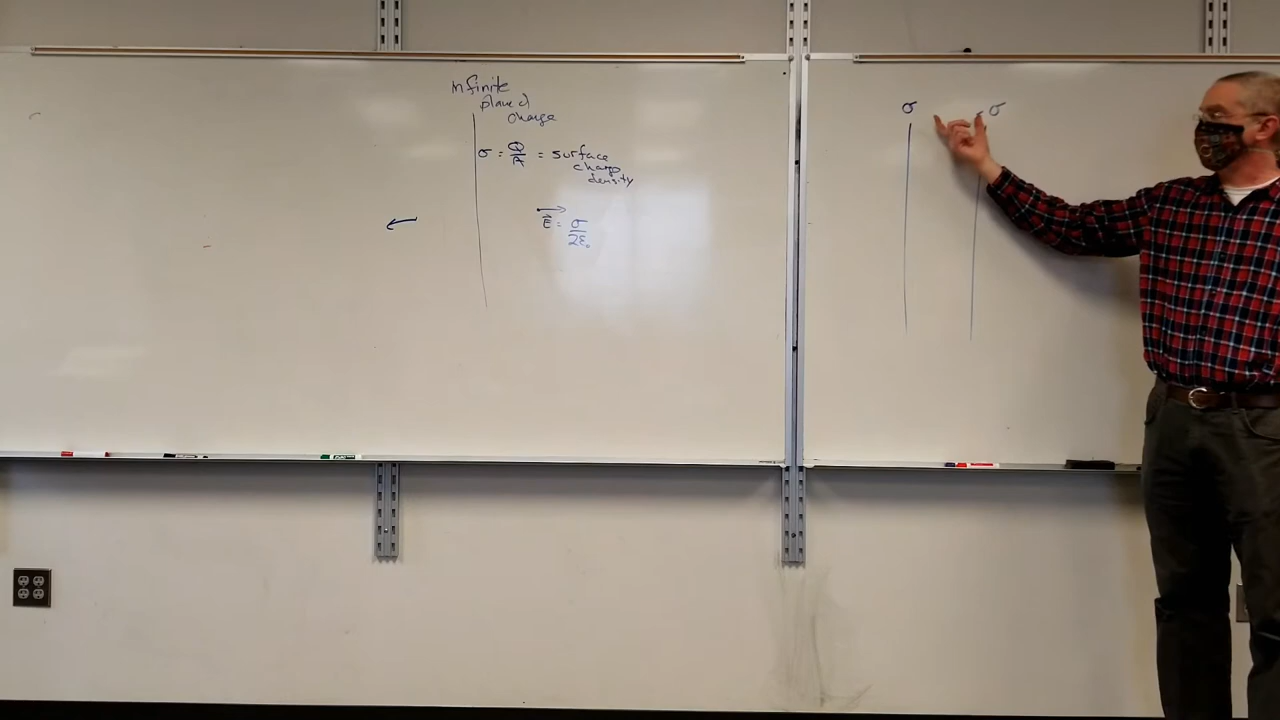 Infinite
plane of
charge
σ = Q/A = surface
charge
density
E⃗ = σ/2ε₀
σ
-σ